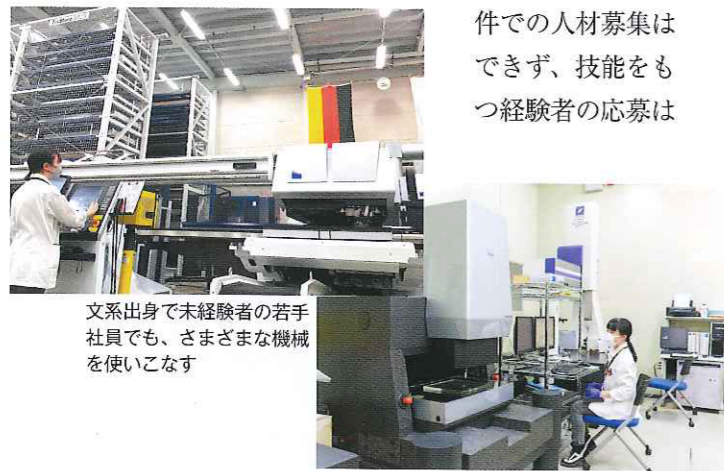 件での人材募集は
できず、技能をも
つ経験者の応募は
文系出身で未経験者の若手
社員でも、さまざまな機械
を使いこなす